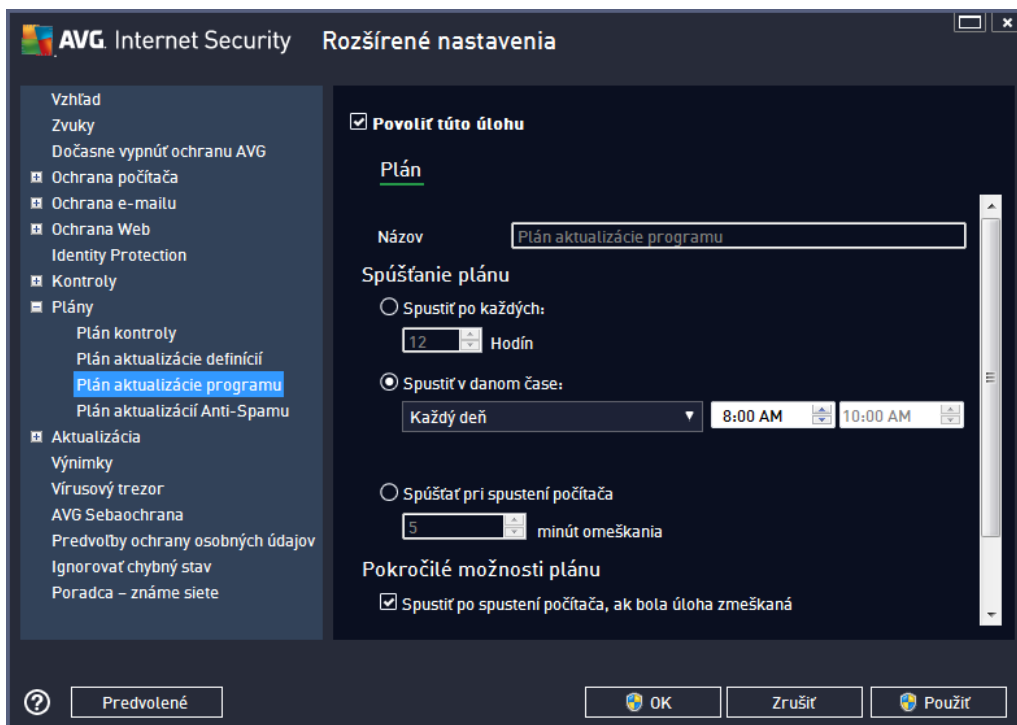 AVG. Internet Security Rozšírené nastavenia
Vzhľad
Zvuky
Dočasne vypnúť ochranu AVG
Ochrana počítača
Ochrana e-mailu
Ochrana Web
Identity Protection
Kontroly
Plány
Plán kontroly
Plán aktualizácie definícií
Plán aktualizácie programu
Plán aktualizácií Anti-Spamu
Aktualizácia
Výnimky
Vírusový trezor
AVG Sebaochrana
Predvoľby ochrany osobných údajov
Ignorovať chybný stav
Poradca – známe siete
Povoliť túto úlohu
Plán
Názov Plán aktualizácie programu
Spúšťanie plánu
Spustiť po každých:
12 Hodín
Spustiť v danom čase:
Každý deň 8:00 AM 10:00 AM
Spúšťať pri spustení počítača
5 minút omeškania
Pokročilé možnosti plánu
Spustiť po spustení počítača, ak bola úloha zmeškaná
? Predvolené OK Zrušiť Použiť